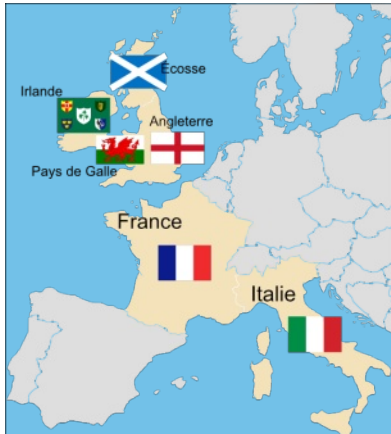 Ecosse
Irlande
Angleterre
Pays de Galle
France
Italie